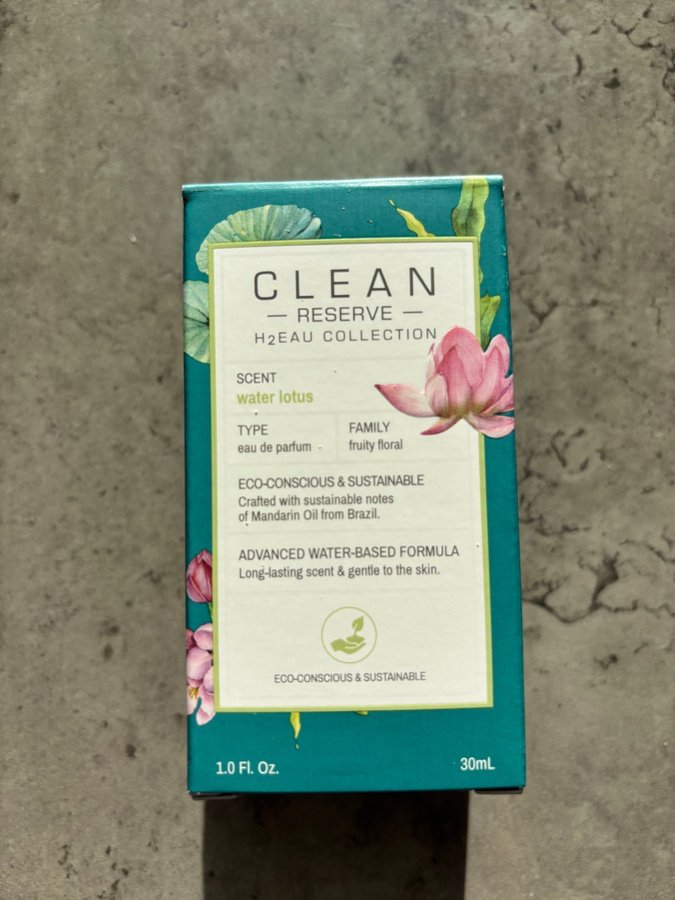 CLEAN
— RESERVE —
H2EAU COLLECTION
SCENT
water lotus
TYPE
eau de parfum
FAMILY
fruity floral
ECO-CONSCIOUS & SUSTAINABLE
Crafted with sustainable notes
of Mandarin Oil from Brazil.
ADVANCED WATER-BASED FORMULA
Long-lasting scent & gentle to the skin.
ECO-CONSCIOUS & SUSTAINABLE
1.0 Fl. Oz.
30mL